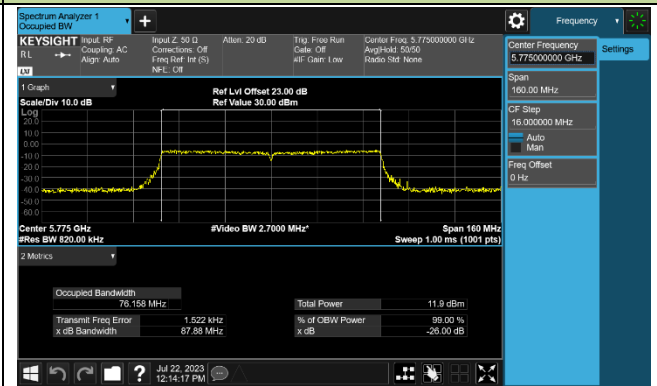 Spectrum Analyzer 1
Occupied BW
Frequency
KEYSIGHT
RL
LXI
Input: RF
Coupling: AC
Align: Auto
Input Z: 50 Ω
Corrections: Off
Freq Ref: Int (S)
NFE: Off
Atten: 20 dB
Trig: Free Run
Gate: Off
#IF Gain: Low
Center Freq: 5.775000000 GHz
Avg|Hold: 50/50
Radio Std: None
Center Frequency
5.775000000 GHz
Settings
Span
160.00 MHz
CF Step
16.000000 MHz
Auto
Man
Freq Offset
0 Hz
1 Graph
Scale/Div 10.0 dB
Ref Lvl Offset 23.00 dB
Ref Value 30.00 dBm
Log
20.0
10.0
0.00
-10.0
-20.0
-30.0
-40.0
-50.0
-60.0
Center 5.775 GHz
#Video BW 2.7000 MHz*
Span 160 MHz
#Res BW 820.00 kHz
Sweep 1.00 ms (1001 pts)
2 Metrics
Occupied Bandwidth
76.158 MHz
Total Power 11.9 dBm
Transmit Freq Error 1.522 kHz
% of OBW Power 99.00 %
x dB Bandwidth 87.88 MHz
x dB -26.00 dB
?
Jul 22, 2023
12:14:17 PM